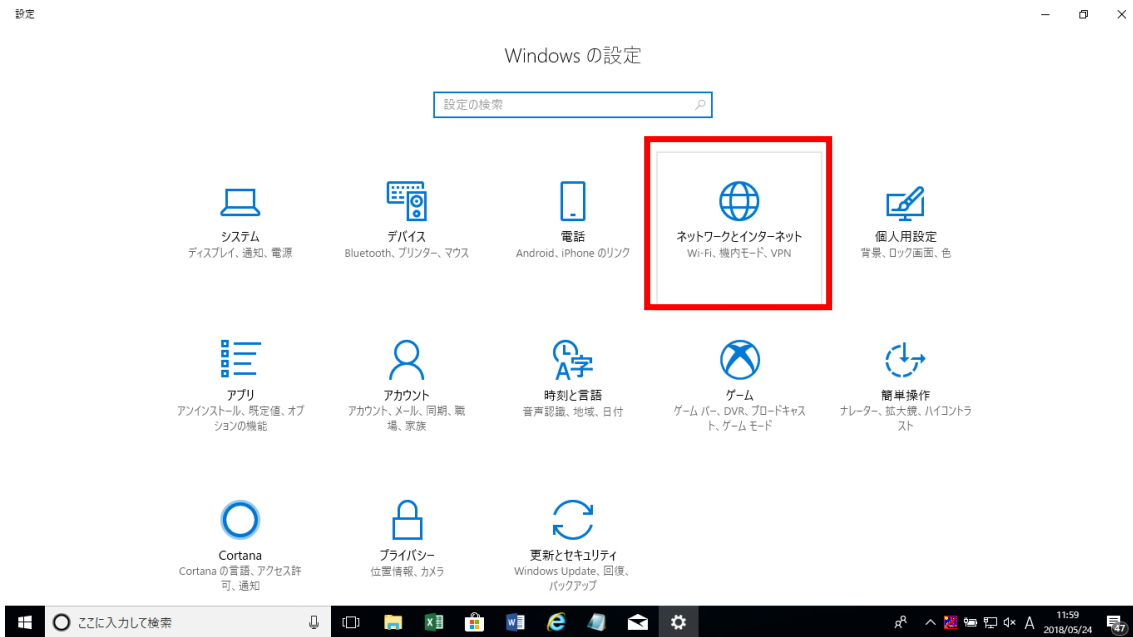 設定
Windows の設定
設定の検索
システム
ディスプレイ、通知、電源
デバイス
Bluetooth、プリンター、マウス
電話
Android、iPhone のリンク
ネットワークとインターネット
Wi-Fi、機内モード、VPN
個人用設定
背景、ロック画面、色
アプリ
アンインストール、既定値、オプ
ションの機能
アカウント
アカウント、メール、同期、職
場、家族
時刻と言語
音声認識、地域、日付
ゲーム
ゲーム バー、DVR、ブロードキャス
ト、ゲーム モード
簡単操作
ナレーター、拡大鏡、ハイコントラ
スト
Cortana
Cortana の言語、アクセス許
可、通知
プライバシー
位置情報、カメラ
更新とセキュリティ
Windows Update、回復、
バックアップ
A字
ここに入力して検索
A
11:59
2018/05/24
47